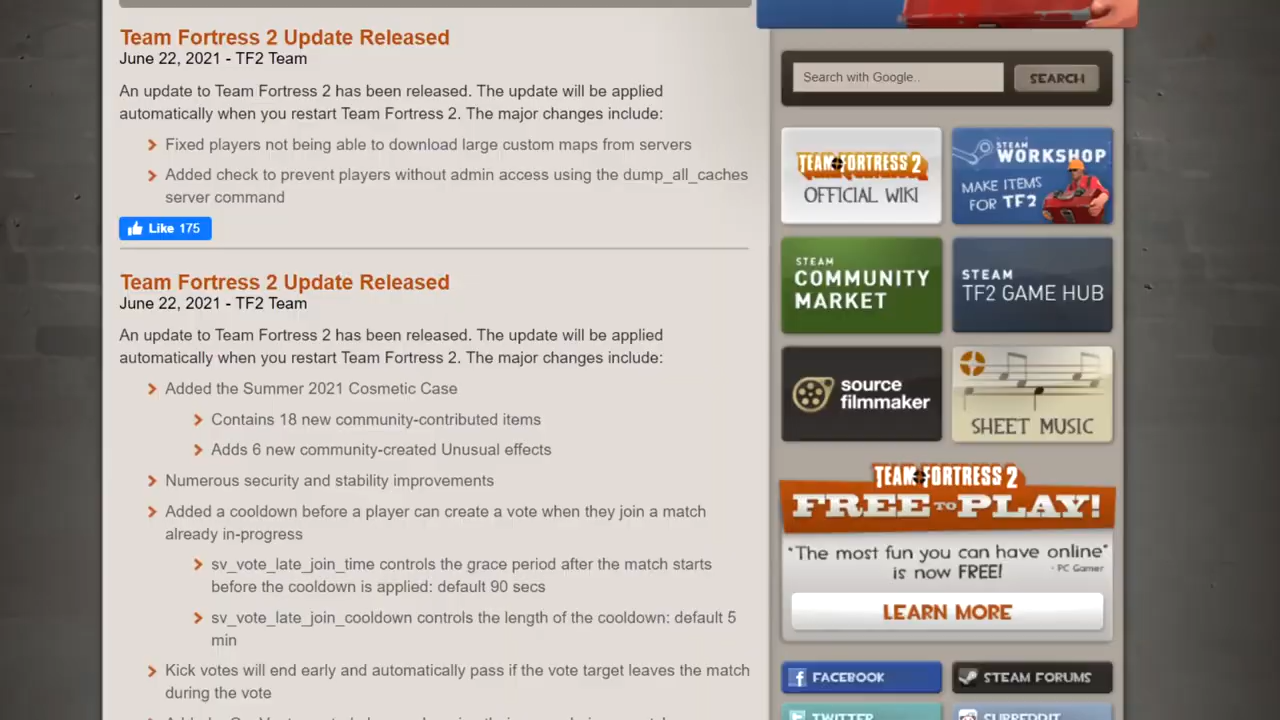 Team Fortress 2 Update Released
June 22, 2021 - TF2 Team
An update to Team Fortress 2 has been released. The update will be applied
automatically when you restart Team Fortress 2. The major changes include:
Fixed players not being able to download large custom maps from servers
Added check to prevent players without admin access using the dump_all_caches
server command
Like 175
Team Fortress 2 Update Released
June 22, 2021 - TF2 Team
An update to Team Fortress 2 has been released. The update will be applied
automatically when you restart Team Fortress 2. The major changes include:
Added the Summer 2021 Cosmetic Case
Contains 18 new community-contributed items
Adds 6 new community-created Unusual effects
Numerous security and stability improvements
Added a cooldown before a player can create a vote when they join a match
already in-progress
sv_vote_late_join_time controls the grace period after the match starts
before the cooldown is applied: default 90 secs
sv_vote_late_join_cooldown controls the length of the cooldown: default 5
min
Kick votes will end early and automatically pass if the vote target leaves the match
during the vote
Search with Google..
SEARCH
TEAM FORTRESS 2
OFFICIAL WIKI
STEAM
WORKSHOP
MAKE ITEMS
FOR TF2
STEAM
COMMUNITY
MARKET
STEAM
TF2 GAME HUB
source
filmmaker
SHEET MUSIC
TEAM FORTRESS 2
FREE TO PLAY!
"The most fun you can have online"
is now FREE!
- PC Gamer
LEARN MORE
FACEBOOK
STEAM FORUMS
TWITTER
SUBREDDIT